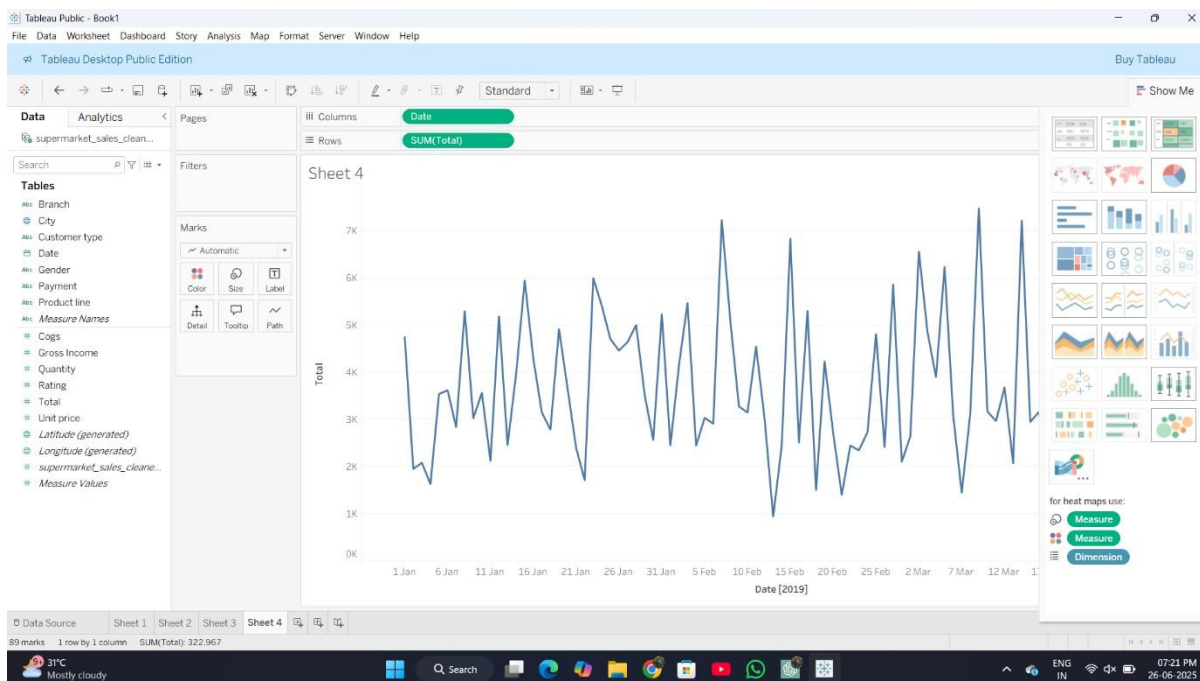 Tableau Public - Book1
File Data Worksheet Dashboard Story Analysis Map Format Server Window Help
Tableau Desktop Public Edition
Buy Tableau
Standard
Show Me
Data
Analytics
supermarket_sales_clean...
Search
Tables
Abc Branch
City
Abc Customer type
Date
Abc Gender
Abc Payment
Abc Product line
Abc Measure Names
# Cogs
# Gross Income
# Quantity
# Rating
# Total
# Unit price
Latitude (generated)
Longitude (generated)
# supermarket_sales_cleane...
# Measure Values
Pages
Filters
Marks
Automatic
Color Size Label
Detail Tooltip Path
Columns
Date
Rows
SUM(Total)
Sheet 4
Total
7K
6K
5K
4K
3K
2K
1K
0K
1 Jan 6 Jan 11 Jan 16 Jan 21 Jan 26 Jan 31 Jan 5 Feb 10 Feb 15 Feb 20 Feb 25 Feb 2 Mar 7 Mar 12 Mar
Date [2019]
for heat maps use:
Measure
Measure
Dimension
Data Source Sheet 1 Sheet 2 Sheet 3 Sheet 4
89 marks 1 row by 1 column SUM(Total): 322,967
31°C
Mostly cloudy
Search
ENG
IN
07:21 PM
26-06-2025